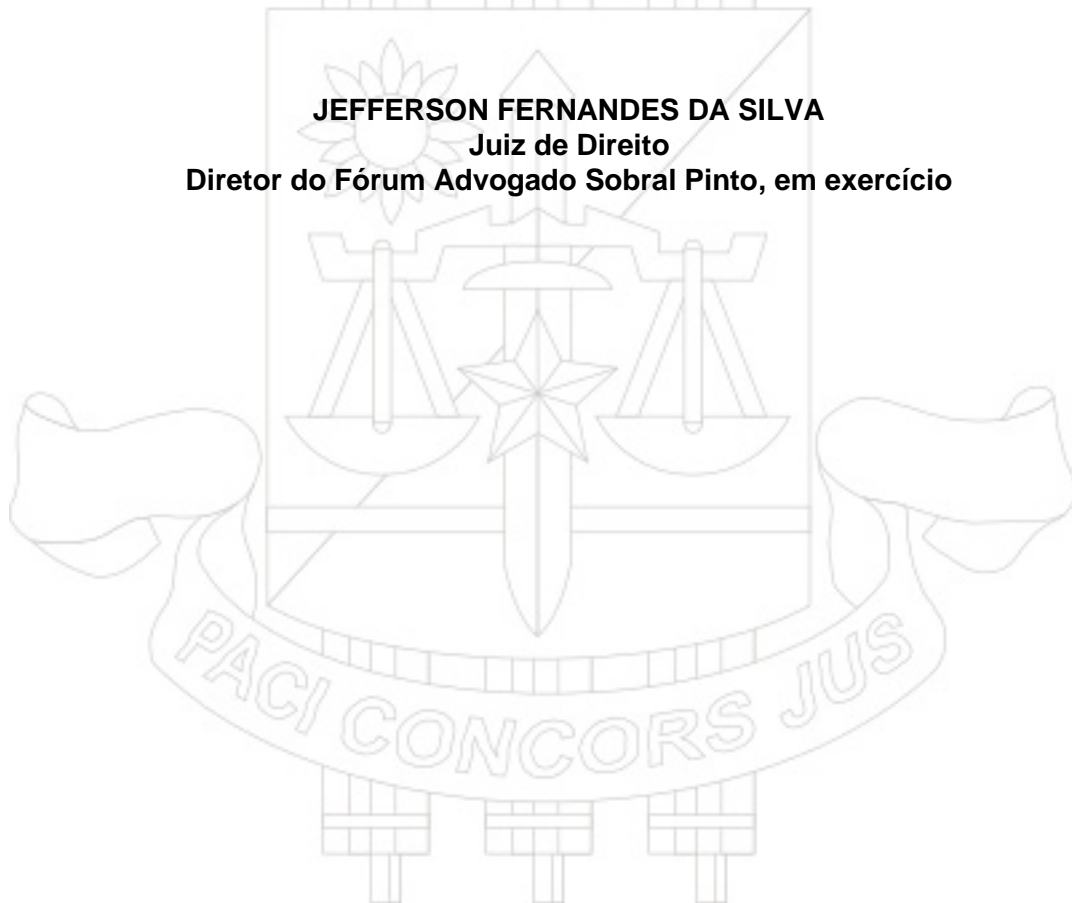 JEFFERSON FERNANDES DA SILVA
Juiz de Direito
Diretor do Fórum Advogado Sobral Pinto, em exercício
PACI CONCORS JUS